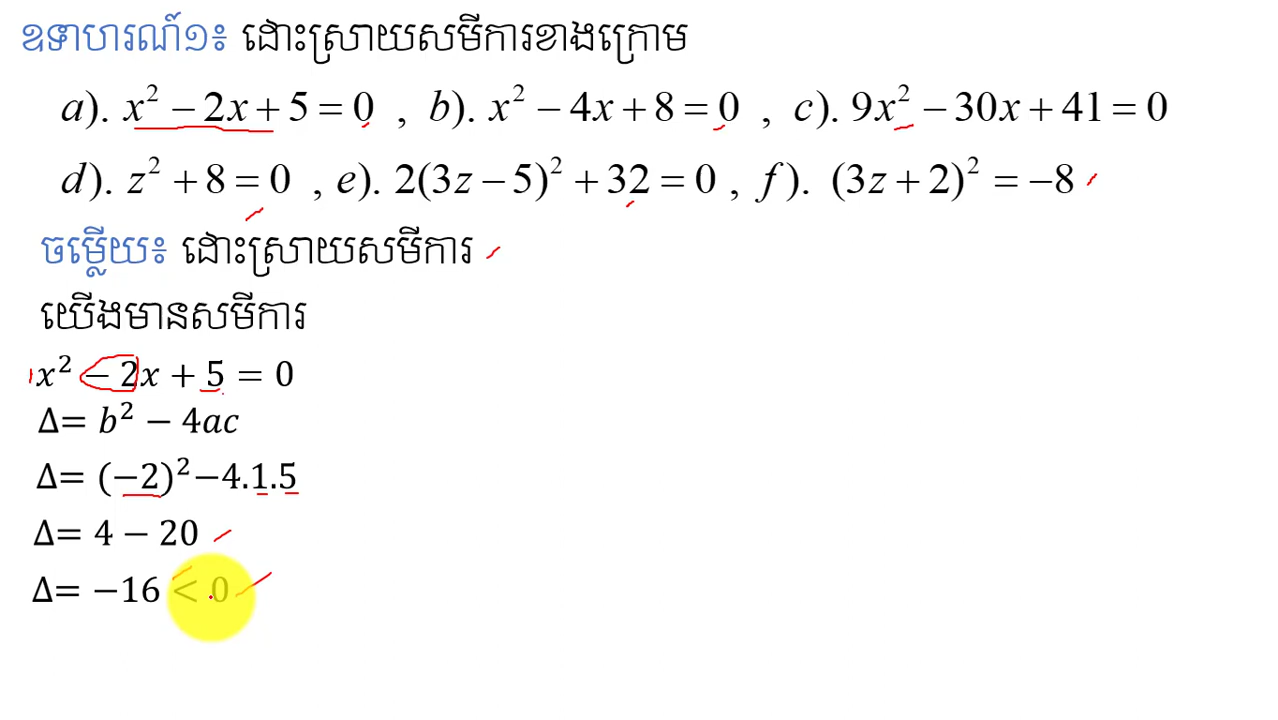 ឧទាហរណ៍១៖ ដោះស្រាយសមីការខាងក្រោម
a). x² − 2x + 5 = 0 , b). x² − 4x + 8 = 0 , c). 9x² − 30x + 41 = 0
d). z² + 8 = 0 , e). 2(3z − 5)² + 32 = 0 , f). (3z + 2)² = −8
ចម្លើយ៖ ដោះស្រាយសមីការ
យើងមានសមីការ
x² − 2x + 5 = 0
Δ= b² − 4ac
Δ= (−2)²−4.1.5
Δ= 4 − 20
Δ= −16 < 0